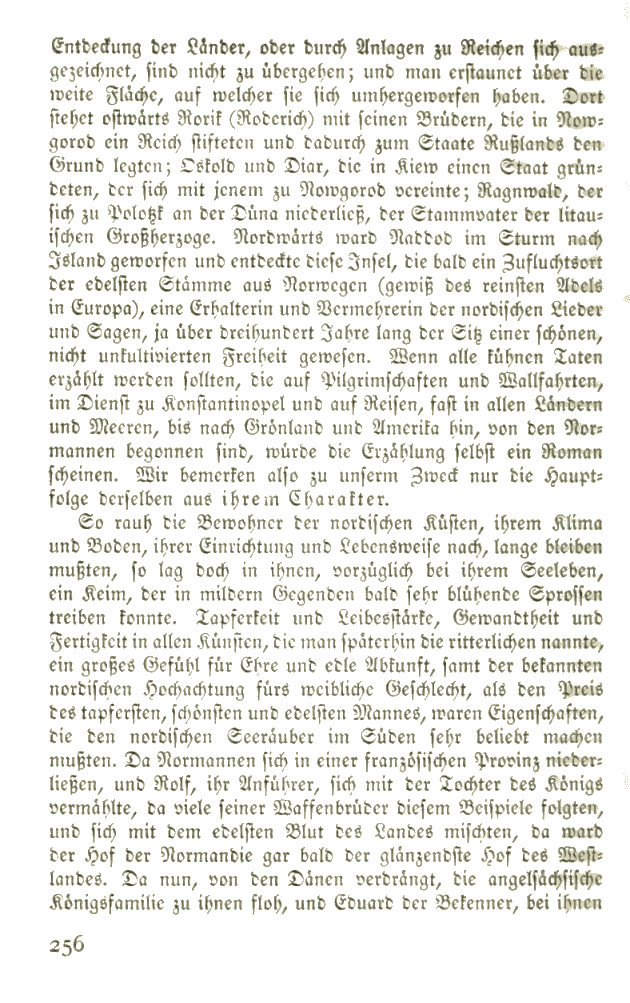 Entdeckung der Länder, oder durch Anlagen zu Reichen sich aus-
gezeichnet, sind nicht zu übergehen; und man erstaunet über die
weite Fläche, auf welcher sie sich umhergeworfen haben. Dort
stehet ostwärts Rorik (Roderich) mit seinen Brüdern, die in Now-
gorod ein Reich stifteten und dadurch zum Staate Rußlands den
Grund legten; Oskold und Diar, die in Kiew einen Staat grün-
deten, der sich mit jenem zu Nowgorod vereinte; Ragnwald, der
sich zu Polotzk an der Düna niederließ, der Stammvater der litau-
ischen Großherzoge. Nordwärts ward Naddod im Sturm nach
Island geworfen und entdeckte diese Insel, die bald ein Zufluchtsort
der edelsten Stämme aus Norwegen (gewiß des reinsten Adels
in Europa), eine Erhalterin und Vermehrerin der nordischen Lieder
und Sagen, ja über dreihundert Jahre lang der Sitz einer schönen,
nicht unkultivierten Freiheit gewesen. Wenn alle kühnen Taten
erzählt werden sollten, die auf Pilgrimschaften und Wallfahrten,
im Dienst zu Konstantinopel und auf Reisen, fast in allen Ländern
und Meeren, bis nach Grönland und Amerika hin, von den Nor-
mannen begonnen sind, würde die Erzählung selbst ein Roman
scheinen. Wir bemerken also zu unserm Zweck nur die Haupt-
folge derselben aus ihrem Charakter.
So rauh die Bewohner der nordischen Küsten, ihrem Klima
und Boden, ihrer Einrichtung und Lebensweise nach, lange bleiben
mußten, so lag doch in ihnen, vorzüglich bei ihrem Seeleben,
ein Keim, der in mildern Gegenden bald sehr blühende Sprossen
treiben konnte. Tapferkeit und Leibesstärke, Gewandtheit und
Fertigkeit in allen Künsten, die man späterhin die ritterlichen nannte,
ein großes Gefühl für Ehre und edle Abkunft, samt der bekannten
nordischen Hochachtung fürs weibliche Geschlecht, als den Preis
des tapfersten, schönsten und edelsten Mannes, waren Eigenschaften,
die den nordischen Seeräuber im Süden sehr beliebt machen
mußten. Da Normannen sich in einer französischen Provinz nieder-
ließen, und Rolf, ihr Anführer, sich mit der Tochter des Königs
vermählte, da viele seiner Waffenbrüder diesem Beispiele folgten,
und sich mit dem edelsten Blut des Landes mischten, da ward
der Hof der Normandie gar bald der glänzendste Hof des West-
landes. Da nun, von den Dänen verdrängt, die angelsächsische
Königsfamilie zu ihnen floh, und Eduard der Bekenner, bei ihnen
256